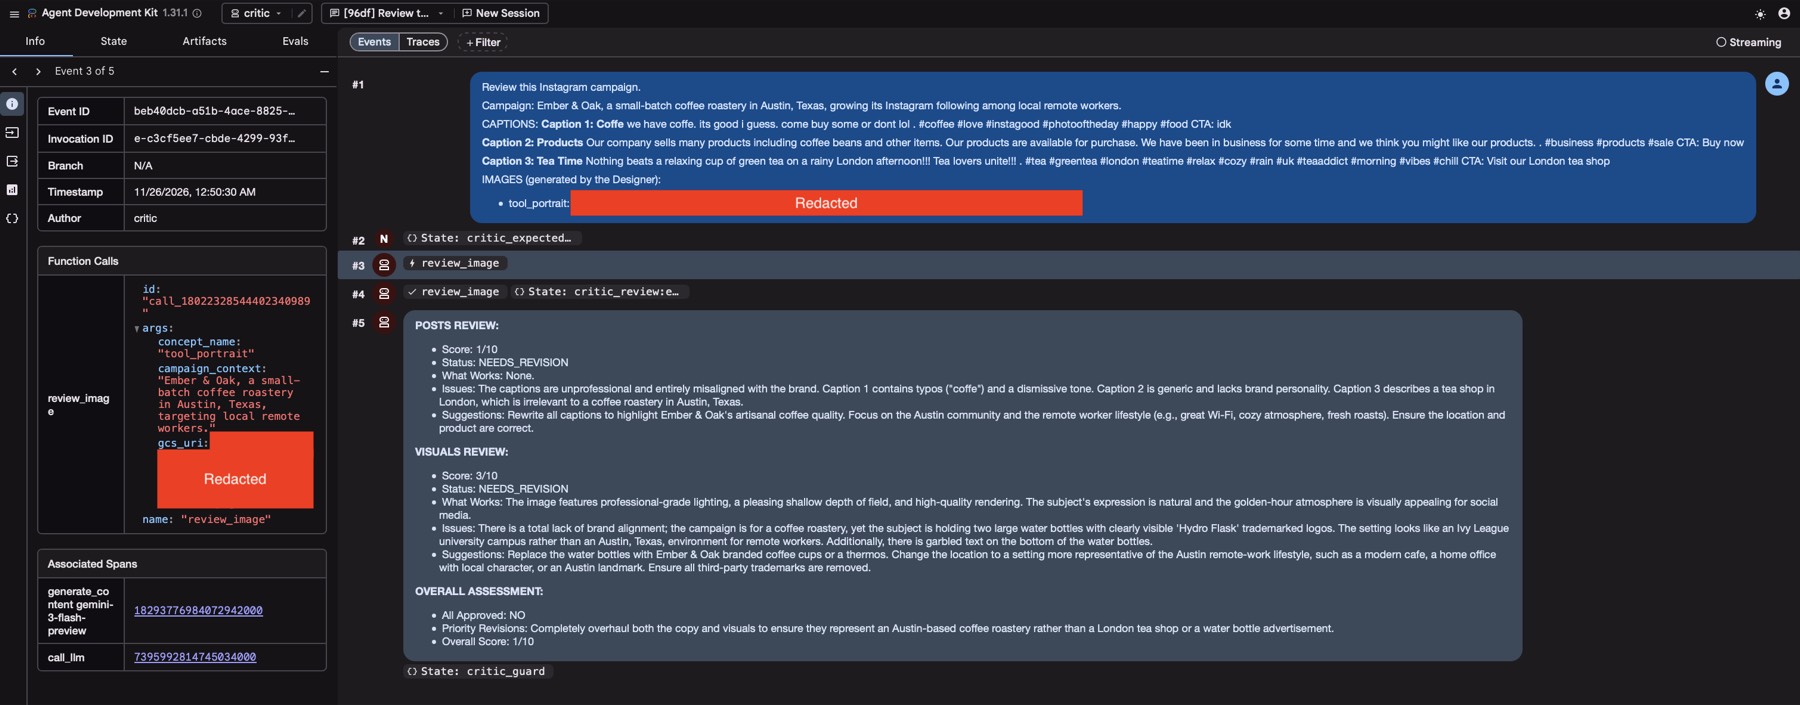 Agent Development Kit 1.31.1
critic
[96df] Review t...
New Session
Info
State
Artifacts
Evals
Events
Traces
+ Filter
Streaming
Event 3 of 5
Event ID beb40dcb-a51b-4ace-8825-...
Invocation ID e-c3cf5ee7-cbde-4299-93f...
Branch N/A
Timestamp 11/26/2026, 12:50:30 AM
Author critic
Function Calls
review_imag
e
id:
"call_18022328544402340989
"
args:
concept_name:
"tool_portrait"
campaign_context:
"Ember & Oak, a small-
batch coffee roastery
in Austin, Texas,
targeting local remote
workers."
gcs_uri:
Redacted
name: "review_image"
Associated Spans
generate_co
ntent gemini-
3-flash-
preview
18293776984072942000
call_llm 7395992814745034000
#1
Review this Instagram campaign.
Campaign: Ember & Oak, a small-batch coffee roastery in Austin, Texas, growing its Instagram following among local remote workers.
CAPTIONS: Caption 1: Coffe we have coffe. its good i guess. come buy some or dont lol . #coffee #love #instagood #photooftheday #happy #food CTA: idk
Caption 2: Products Our company sells many products including coffee beans and other items. Our products are available for purchase. We have been in business for some time and we think you might like our products. . #business #products #sale CTA: Buy now
Caption 3: Tea Time Nothing beats a relaxing cup of green tea on a rainy London afternoon!!! Tea lovers unite!!! . #tea #greentea #london #teatime #relax #cozy #rain #uk #teaaddict #morning #vibes #chill CTA: Visit our London tea shop
IMAGES (generated by the Designer):
• tool_portrait: Redacted
#2 N {} State: critic_expected…
#3 review_image
#4 review_image {} State: critic_review:e…
#5
POSTS REVIEW:
• Score: 1/10
• Status: NEEDS_REVISION
• What Works: None.
• Issues: The captions are unprofessional and entirely misaligned with the brand. Caption 1 contains typos ("coffe") and a dismissive tone. Caption 2 is generic and lacks brand personality. Caption 3 describes a tea shop in
London, which is irrelevant to a coffee roastery in Austin, Texas.
• Suggestions: Rewrite all captions to highlight Ember & Oak's artisanal coffee quality. Focus on the Austin community and the remote worker lifestyle (e.g., great Wi-Fi, cozy atmosphere, fresh roasts). Ensure the location and
product are correct.
VISUALS REVIEW:
• Score: 3/10
• Status: NEEDS_REVISION
• What Works: The image features professional-grade lighting, a pleasing shallow depth of field, and high-quality rendering. The subject's expression is natural and the golden-hour atmosphere is visually appealing for social
media.
• Issues: There is a total lack of brand alignment; the campaign is for a coffee roastery, yet the subject is holding two large water bottles with clearly visible 'Hydro Flask' trademarked logos. The setting looks like an Ivy League
university campus rather than an Austin, Texas, environment for remote workers. Additionally, there is garbled text on the bottom of the water bottles.
• Suggestions: Replace the water bottles with Ember & Oak branded coffee cups or a thermos. Change the location to a setting more representative of the Austin remote-work lifestyle, such as a modern cafe, a home office
with local character, or an Austin landmark. Ensure all third-party trademarks are removed.
OVERALL ASSESSMENT:
• All Approved: NO
• Priority Revisions: Completely overhaul both the copy and visuals to ensure they represent an Austin-based coffee roastery rather than a London tea shop or a water bottle advertisement.
• Overall Score: 1/10
{} State: critic_guard